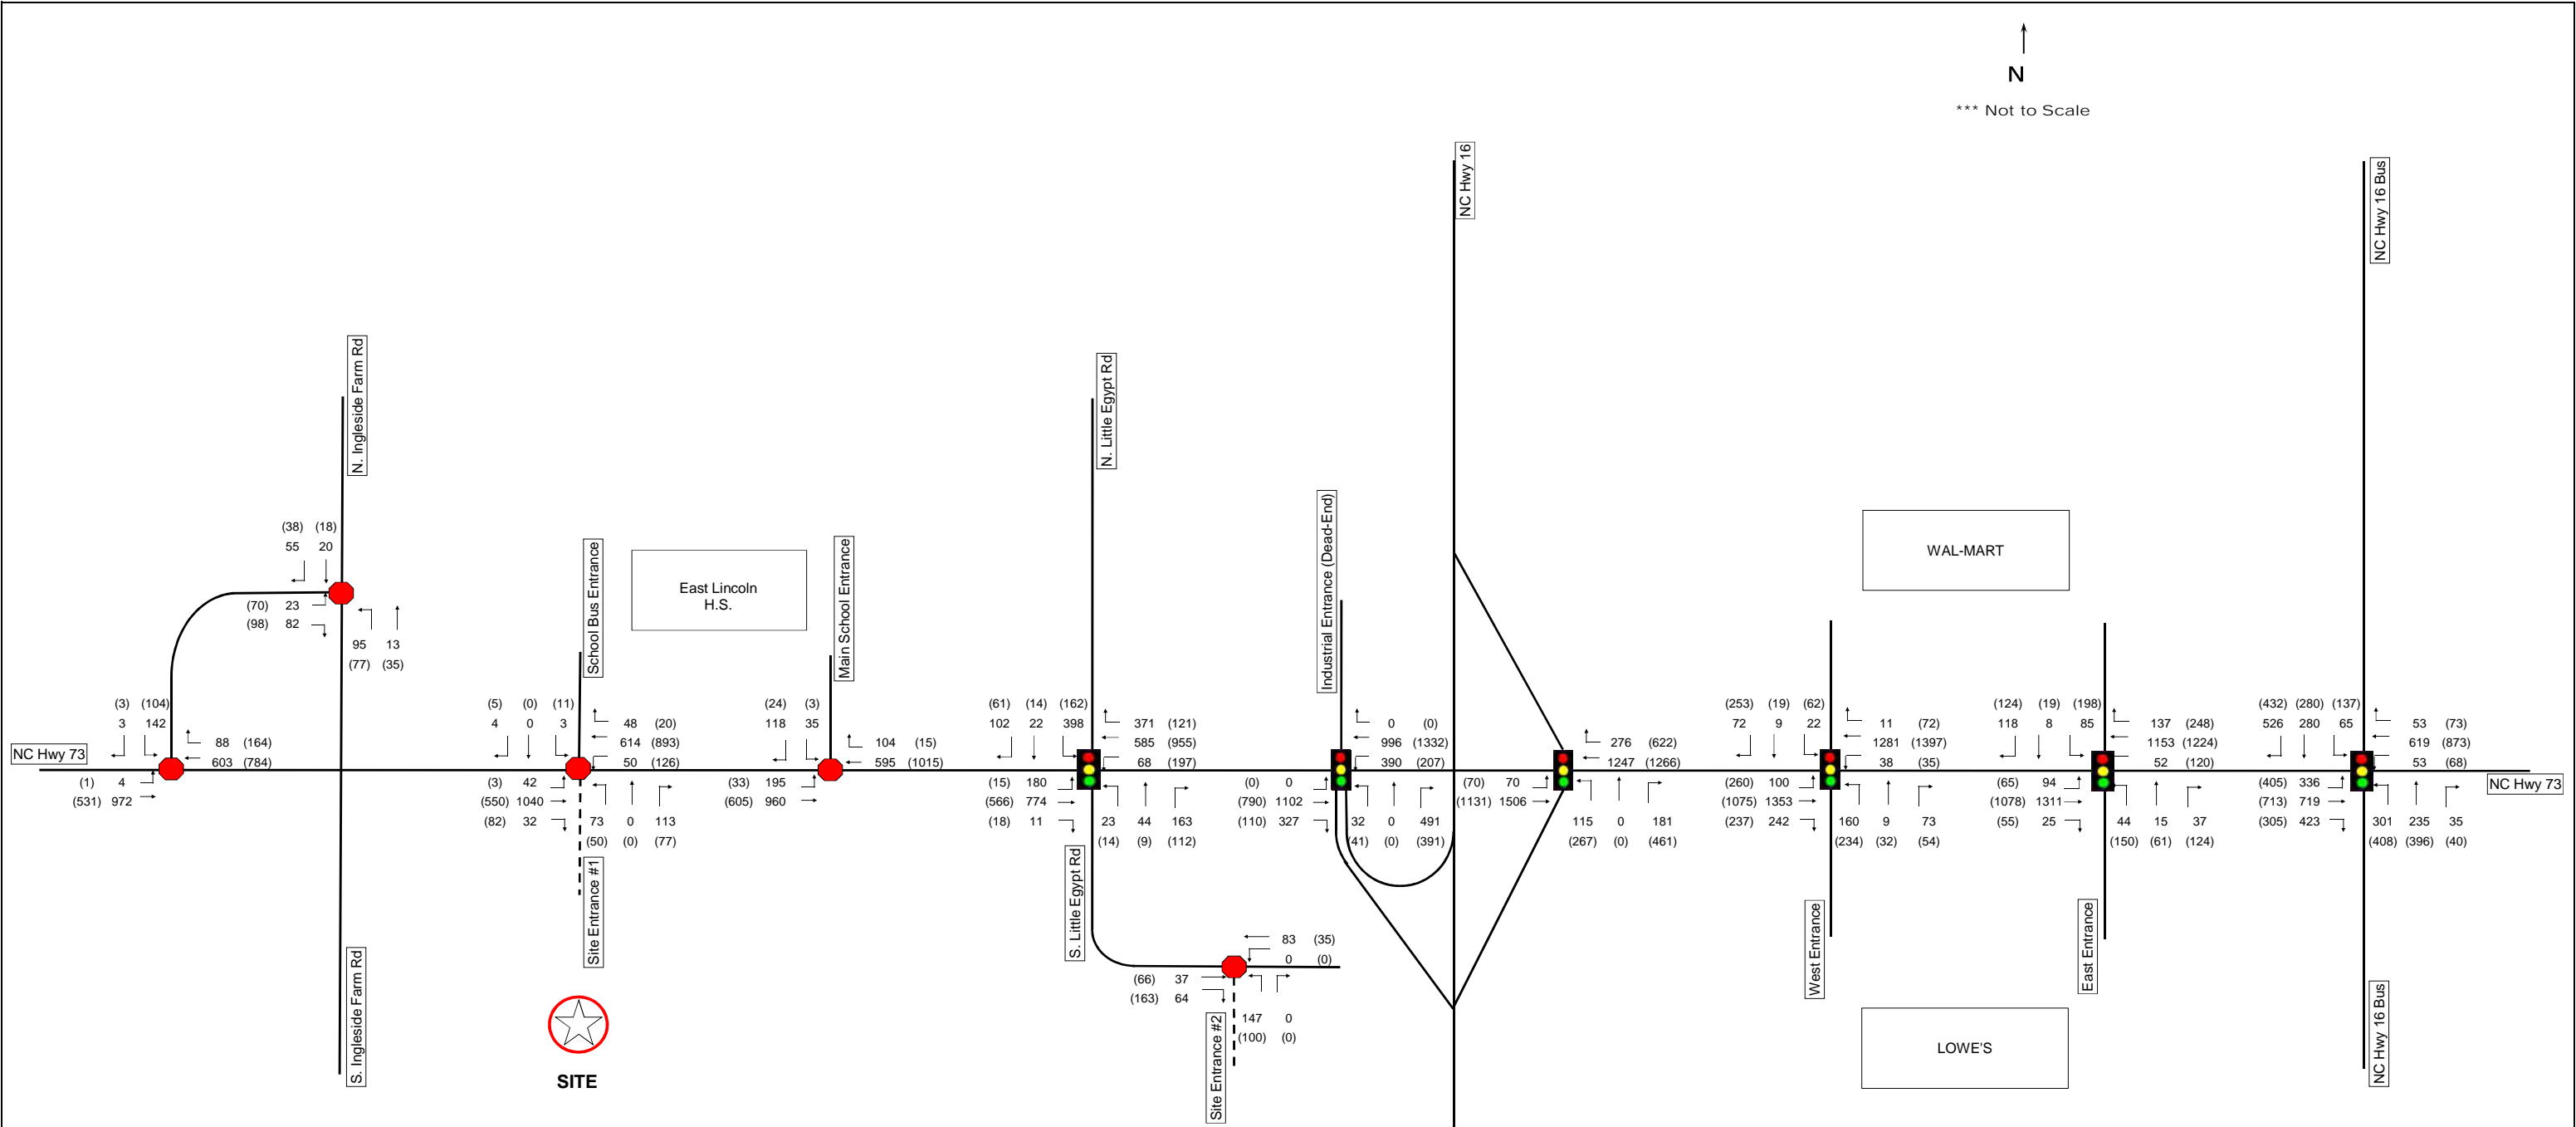 N
*** Not to Scale
NC Hwy 16
NC Hwy 16 Bus
N. Ingleside Farm Rd
N. Little Egypt Rd
Industrial Entrance (Dead-End)
WAL-MART
(38) (18)
55 20
School Bus Entrance
East Lincoln
H.S.
Main School Entrance
(70) 23
(98) 82
95 13
(77) (35)
(3) (104)
3 142
88 (164)
603 (784)
NC Hwy 73
(1) 4
(531) 972
(5) (0) (11)
4 0 3
48 (20)
614 (893)
50 (126)
(3) 42
(550) 1040
(82) 32
73 0 113
(50) (0) (77)
(24) (3)
118 35
104 (15)
595 (1015)
(33) 195
(605) 960
(61) (14) (162)
102 22 398
371 (121)
585 (955)
68 (197)
(15) 180
(566) 774
(18) 11
23 44 163
(14) (9) (112)
0 (0)
996 (1332)
390 (207)
(0) 0
(790) 1102
(110) 327
32 0 491
(41) (0) (391)
276 (622)
1247 (1266)
(70) 70
(1131) 1506
115 0 181
(267) (0) (461)
(253) (19) (62)
72 9 22
11 (72)
1281 (1397)
38 (35)
(260) 100
(1075) 1353
(237) 242
160 9 73
(234) (32) (54)
(124) (19) (198)
118 8 85
137 (248)
1153 (1224)
52 (120)
(65) 94
(1078) 1311
(55) 25
44 15 37
(150) (61) (124)
(432) (280) (137)
526 280 65
53 (73)
619 (873)
53 (68)
(405) 336
(713) 719
(305) 423
301 235 35
(408) (396) (40)
NC Hwy 73
Site Entrance #1
S. Little Egypt Rd
West Entrance
East Entrance
S. Ingleside Farm Rd
83 (35)
0 (0)
(66) 37
(163) 64
147 0
(100) (0)
Site Entrance #2
SITE
LOWE'S
NC Hwy 16 Bus